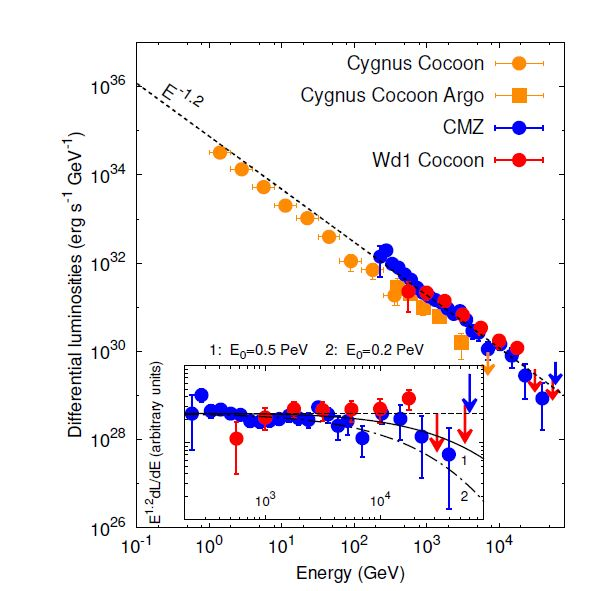 Cygnus Cocoon
Cygnus Cocoon Argo
CMZ
Wd1 Cocoon
E^-1.2
Differential luminosities (erg s^-1 GeV^-1)
10^36
10^34
10^32
10^30
10^28
10^26
1: E_0=0.5 PeV 2: E_0=0.2 PeV
E^1.2dL/dE (arbitrary units)
1
2
10^3 10^4
10^-1 10^0 10^1 10^2 10^3 10^4
Energy (GeV)